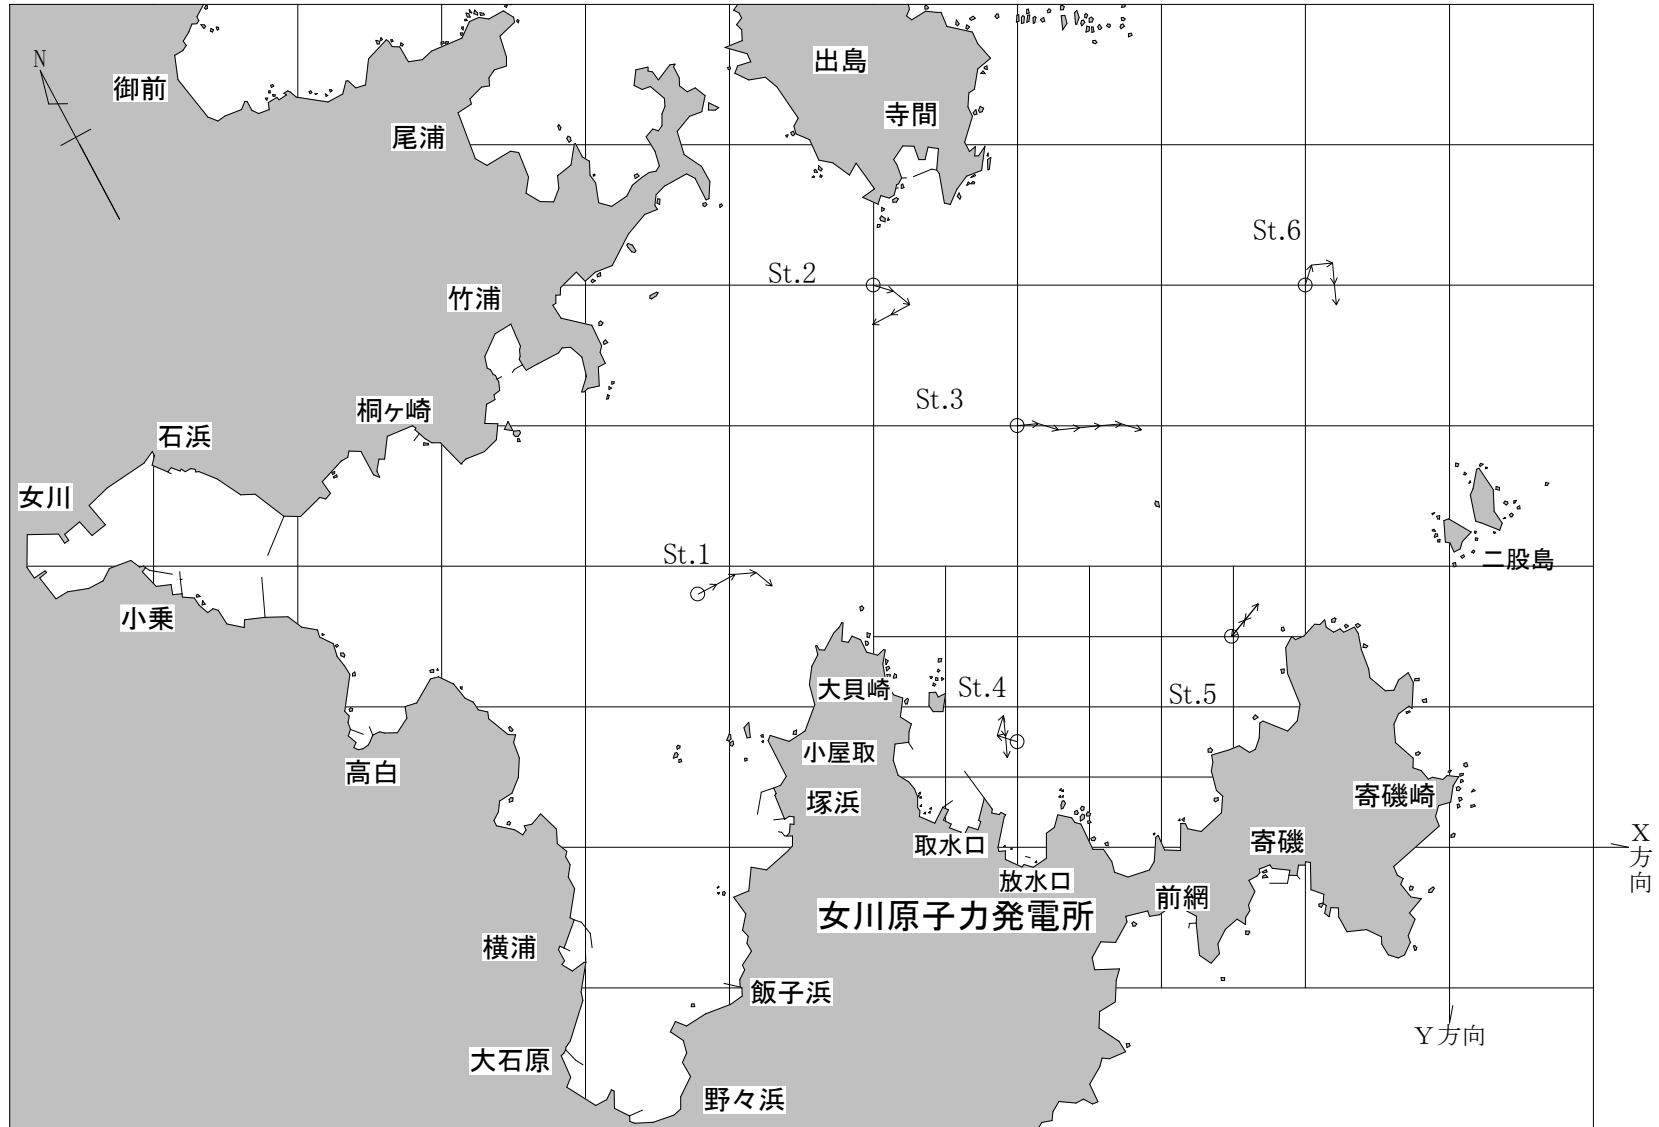 出島
N
御前
寺間
尾浦
St.6
St.2
竹浦
St.3
桐ヶ崎
石浜
女川
St.1
二股島
小乗
大貝崎
St.4
St.5
小屋取
高白
塚浜
寄磯崎
取水口
寄磯
X方向
放水口
前網
女川原子力発電所
横浦
飯子浜
Y方向
大石原
野々浜